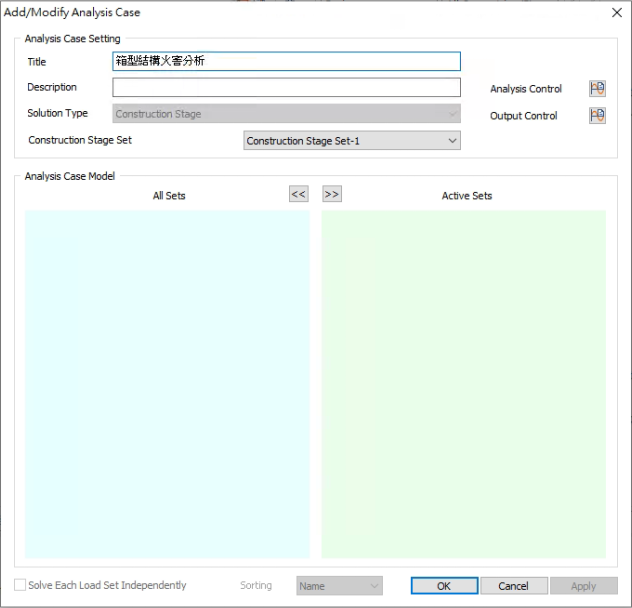 Add/Modify Analysis Case
Analysis Case Setting
Title 箱型結構火害分析
Description
Analysis Control
Solution Type Construction Stage
Output Control
Construction Stage Set Construction Stage Set-1
Analysis Case Model
All Sets << >> Active Sets
Solve Each Load Set Independently Sorting Name OK Cancel Apply